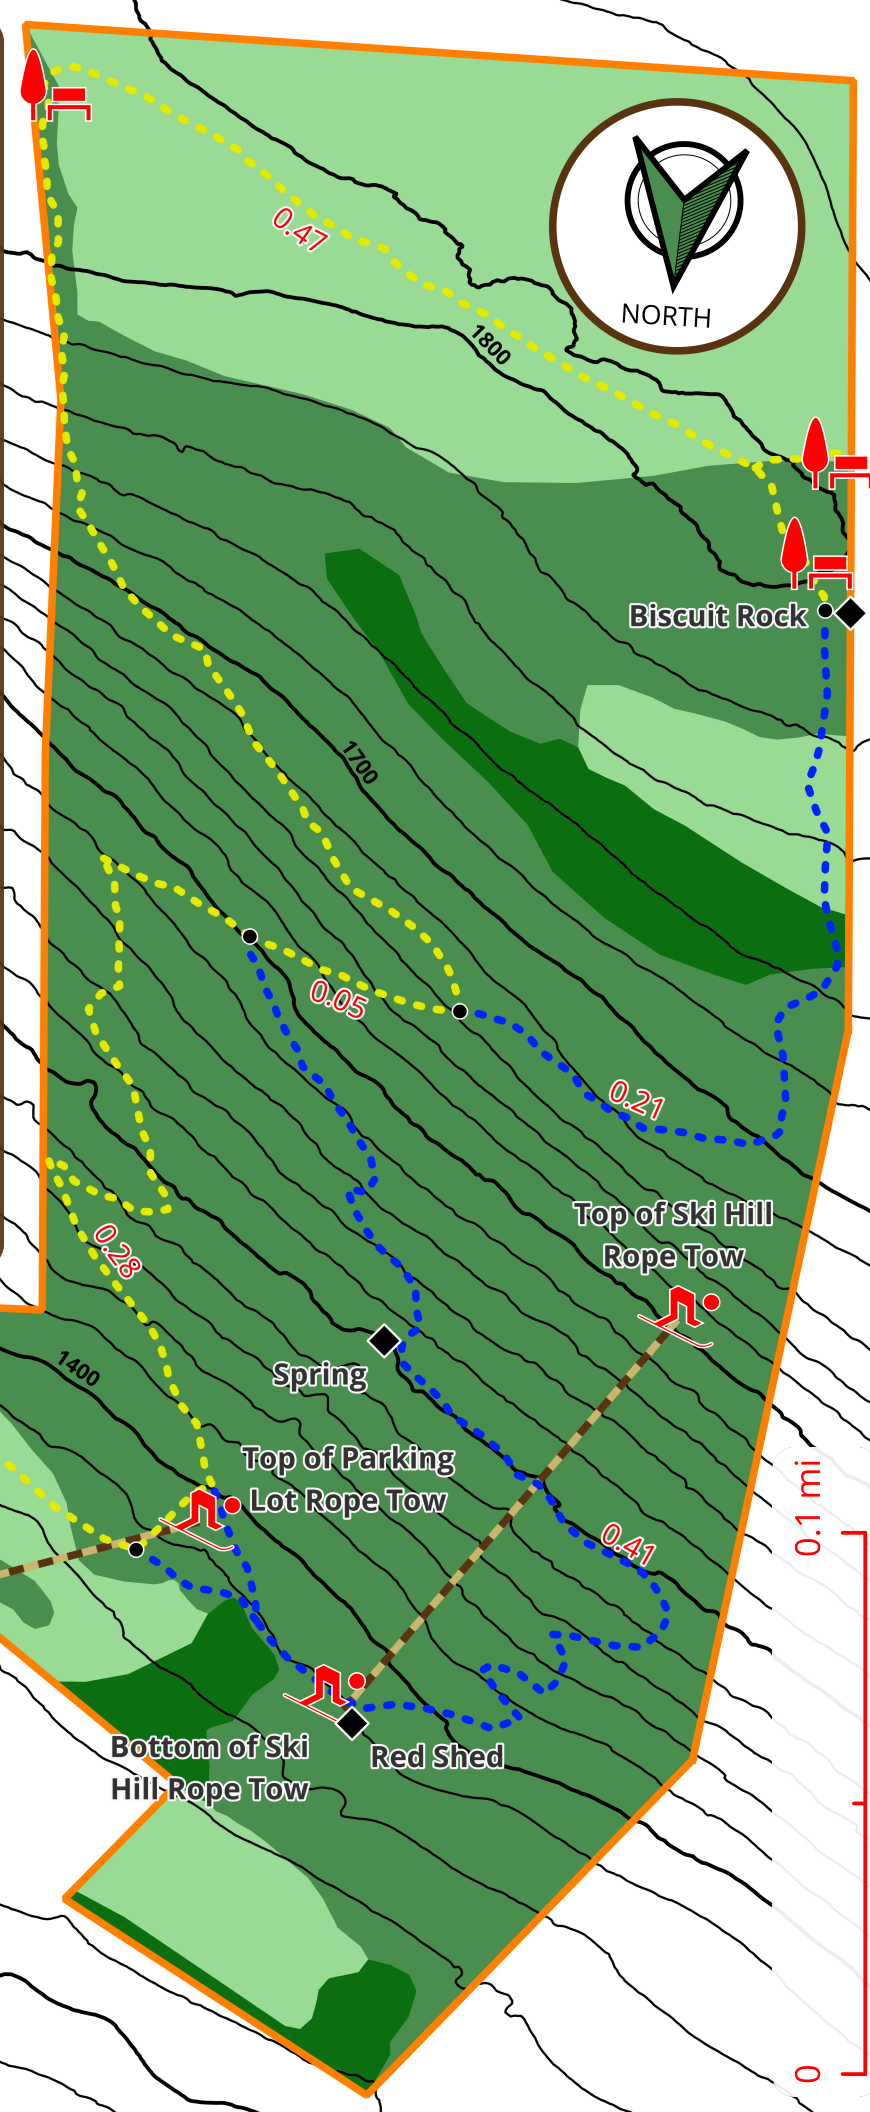 0.47
NORTH
1800
Biscuit Rock
1700
0.05
0.21
Top of Ski Hill
Rope Tow
0.28
Spring
1400
Top of Parking
Lot Rope Tow
0.1 mi
0.41
Bottom of Ski
Hill Rope Tow
Red Shed
0